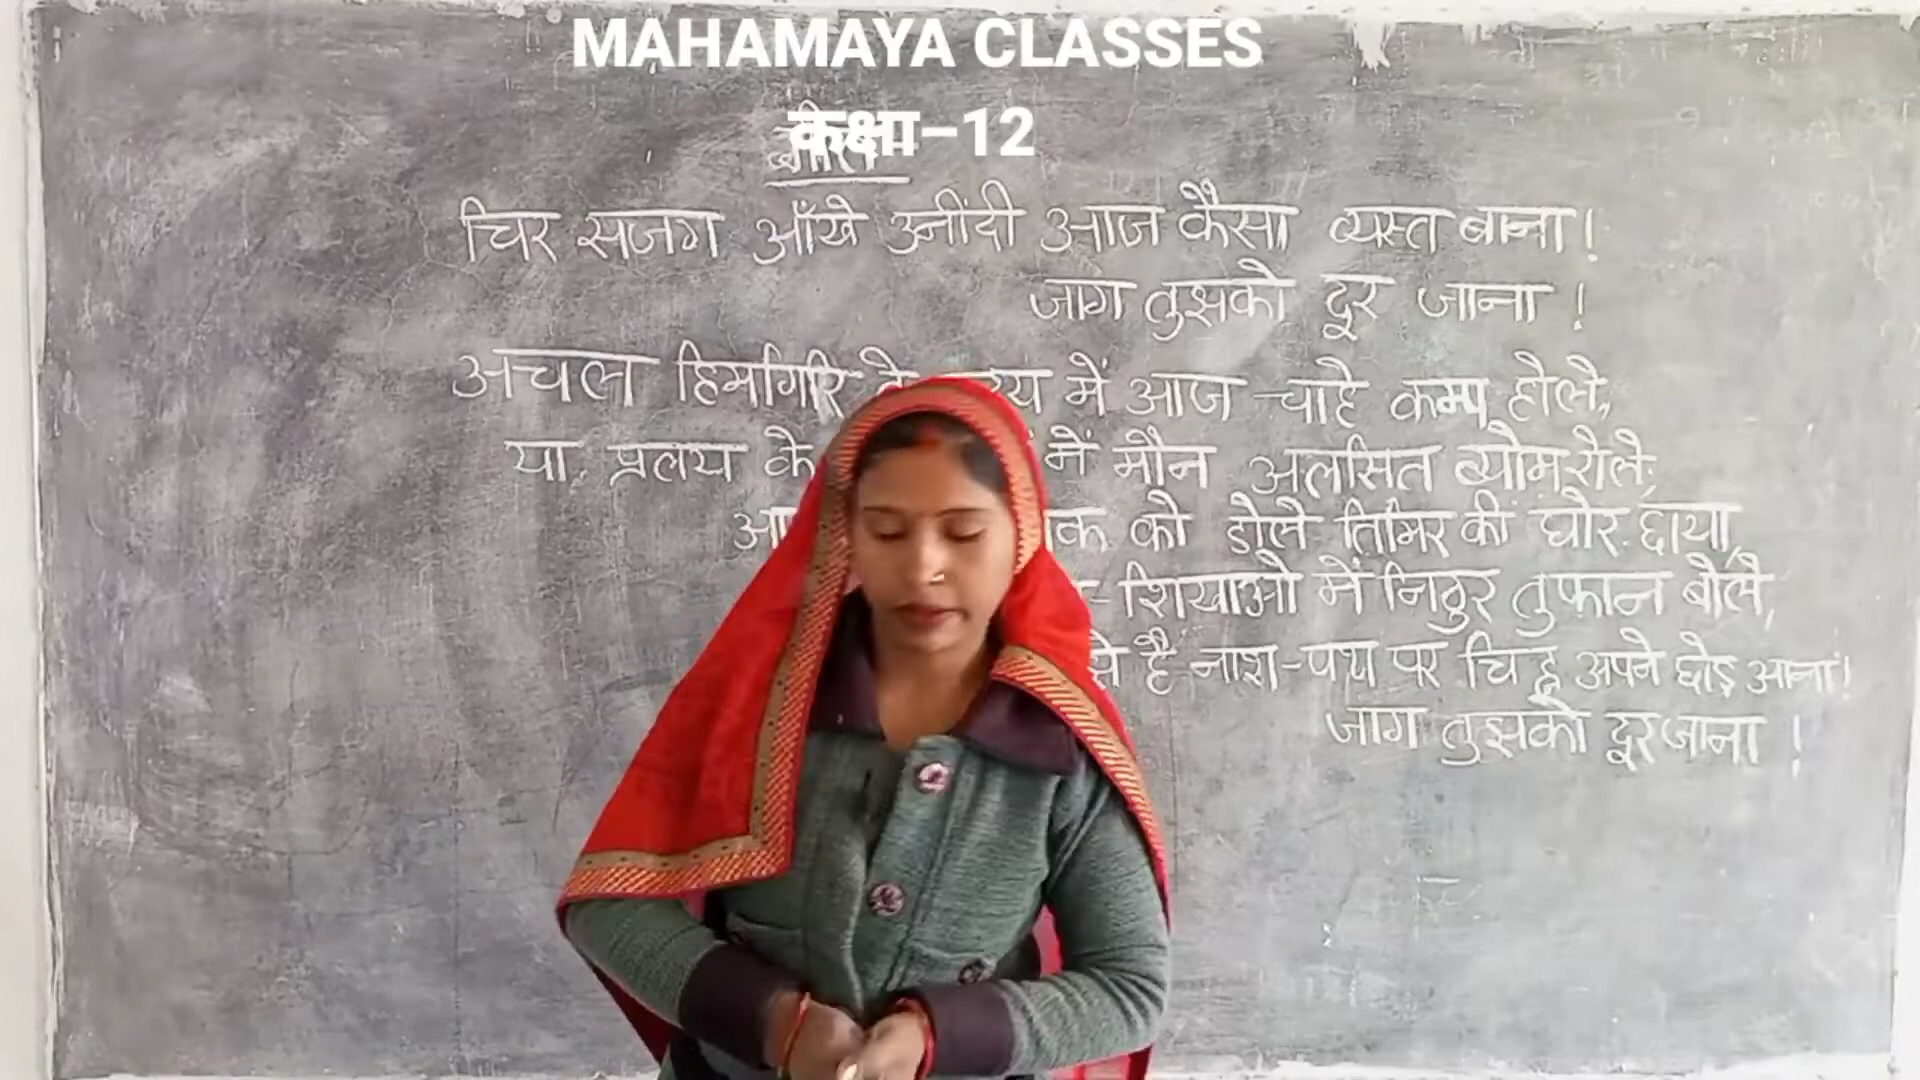 MAHAMAYA CLASSES
कक्षा–12
गीत
चिर सजग आँखे उनींदी आज कैसा व्यस्त बाना!
जाग तुझको दूर जाना!
अचल हिमगिरि के में आज चाहे कम्प होले,
या, प्रलय के में मौन अलसित व्योम रोले;
को डोले तिमिर की घोर छाया,
शिखाओ में निठुर तुफान बोले,
है नाश-पथ पर चिह्न अपने छोड़ आना!
जाग तुझको दूर जाना!